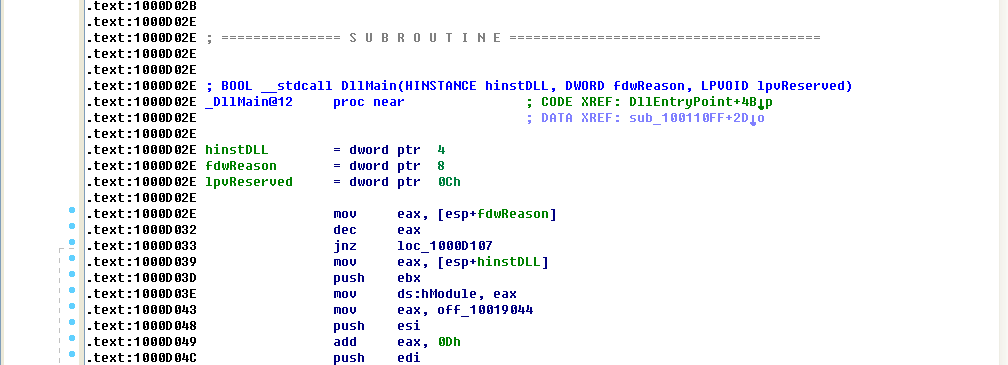 .text:1000D02B
.text:1000D02E
.text:1000D02E ; =============== S U B R O U T I N E =======================================
.text:1000D02E
.text:1000D02E
.text:1000D02E ; BOOL __stdcall DllMain(HINSTANCE hinstDLL, DWORD fdwReason, LPVOID lpvReserved)
.text:1000D02E _DllMain@12     proc near               ; CODE XREF: DllEntryPoint+4B↓p
.text:1000D02E                                         ; DATA XREF: sub_100110FF+2D↓o
.text:1000D02E
.text:1000D02E hinstDLL        = dword ptr  4
.text:1000D02E fdwReason       = dword ptr  8
.text:1000D02E lpvReserved     = dword ptr  0Ch
.text:1000D02E
.text:1000D02E                 mov     eax, [esp+fdwReason]
.text:1000D032                 dec     eax
.text:1000D033                 jnz     loc_1000D107
.text:1000D039                 mov     eax, [esp+hinstDLL]
.text:1000D03D                 push    ebx
.text:1000D03E                 mov     ds:hModule, eax
.text:1000D043                 mov     eax, off_10019044
.text:1000D048                 push    esi
.text:1000D049                 add     eax, 0Dh
.text:1000D04C                 push    edi